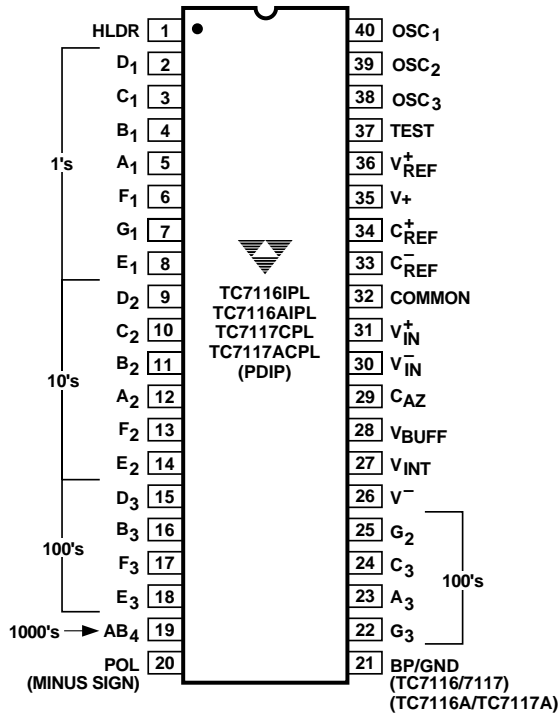 HLDR 1 40 OSC1
D1 2 39 OSC2
C1 3 38 OSC3
B1 4 37 TEST
1's A1 5 36 V+REF
F1 6 35 V+
G1 7 34 C+REF
E1 8 33 C−REF
D2 9 32 COMMON
C2 10 31 V+IN
B2 11 30 V−IN
10's A2 12 29 CAZ
F2 13 28 VBUFF
E2 14 27 VINT
D3 15 26 V−
B3 16 25 G2
100's F3 17 24 C3
E3 18 23 A3 100's
1000's AB4 19 22 G3
POL 20 21 BP/GND
(MINUS SIGN) (TC7116/7117)
(TC7116A/TC7117A)
TC7116IPL
TC7116AIPL
TC7117CPL
TC7117ACPL
(PDIP)